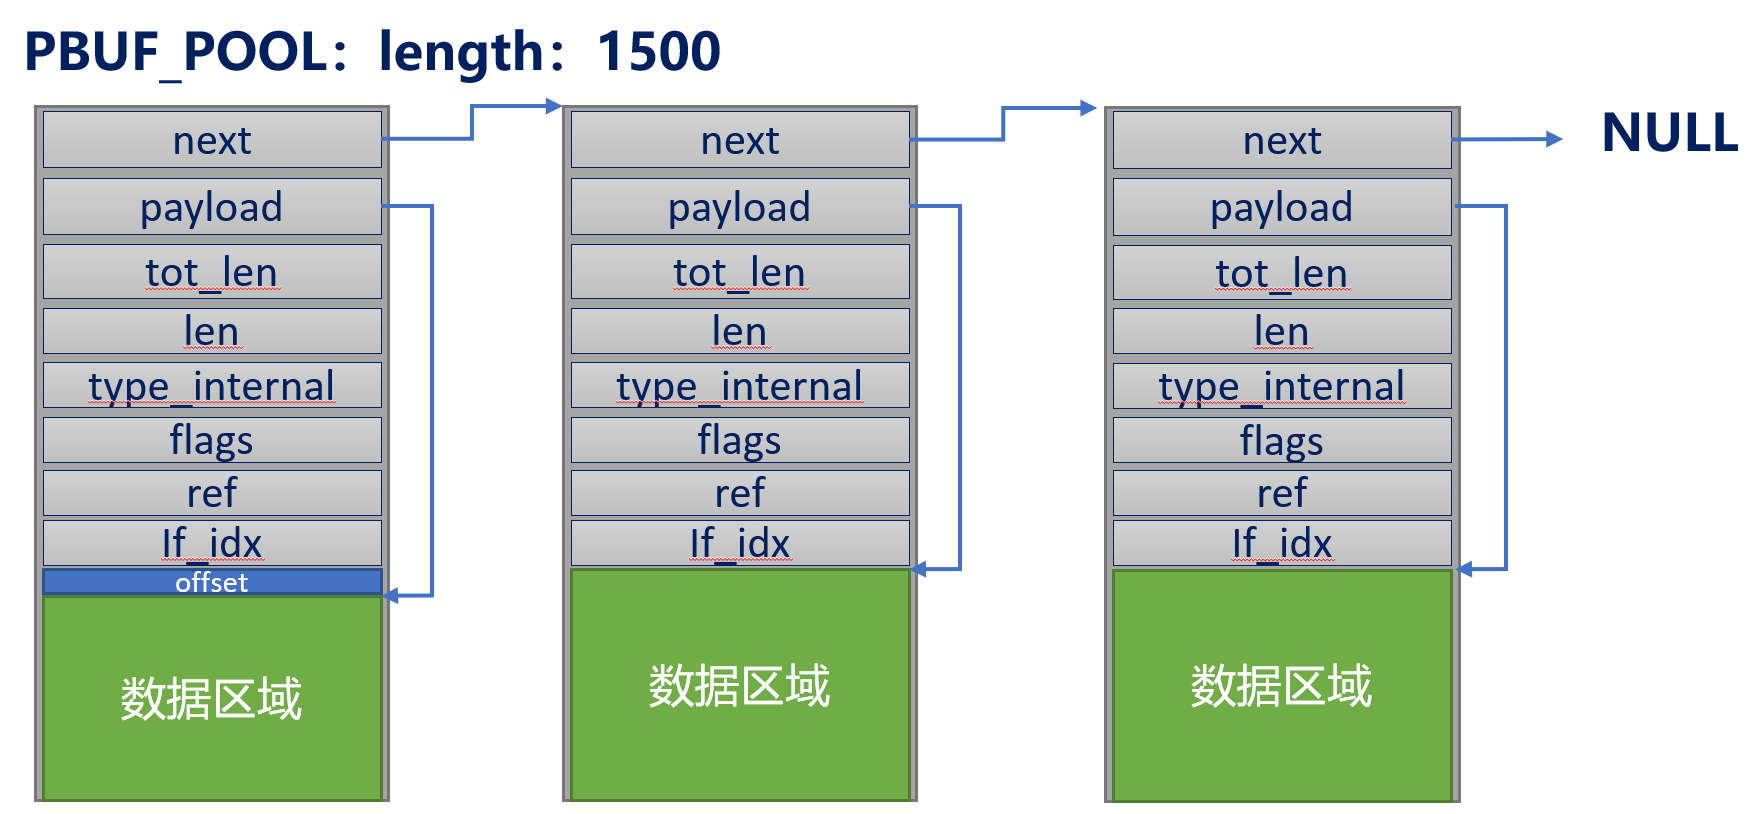 PBUF_POOL：length：1500
next
payload
tot_len
len
type_internal
flags
ref
If_idx
offset
数据区域
next
payload
tot_len
len
type_internal
flags
ref
If_idx
数据区域
next
payload
tot_len
len
type_internal
flags
ref
If_idx
数据区域
NULL